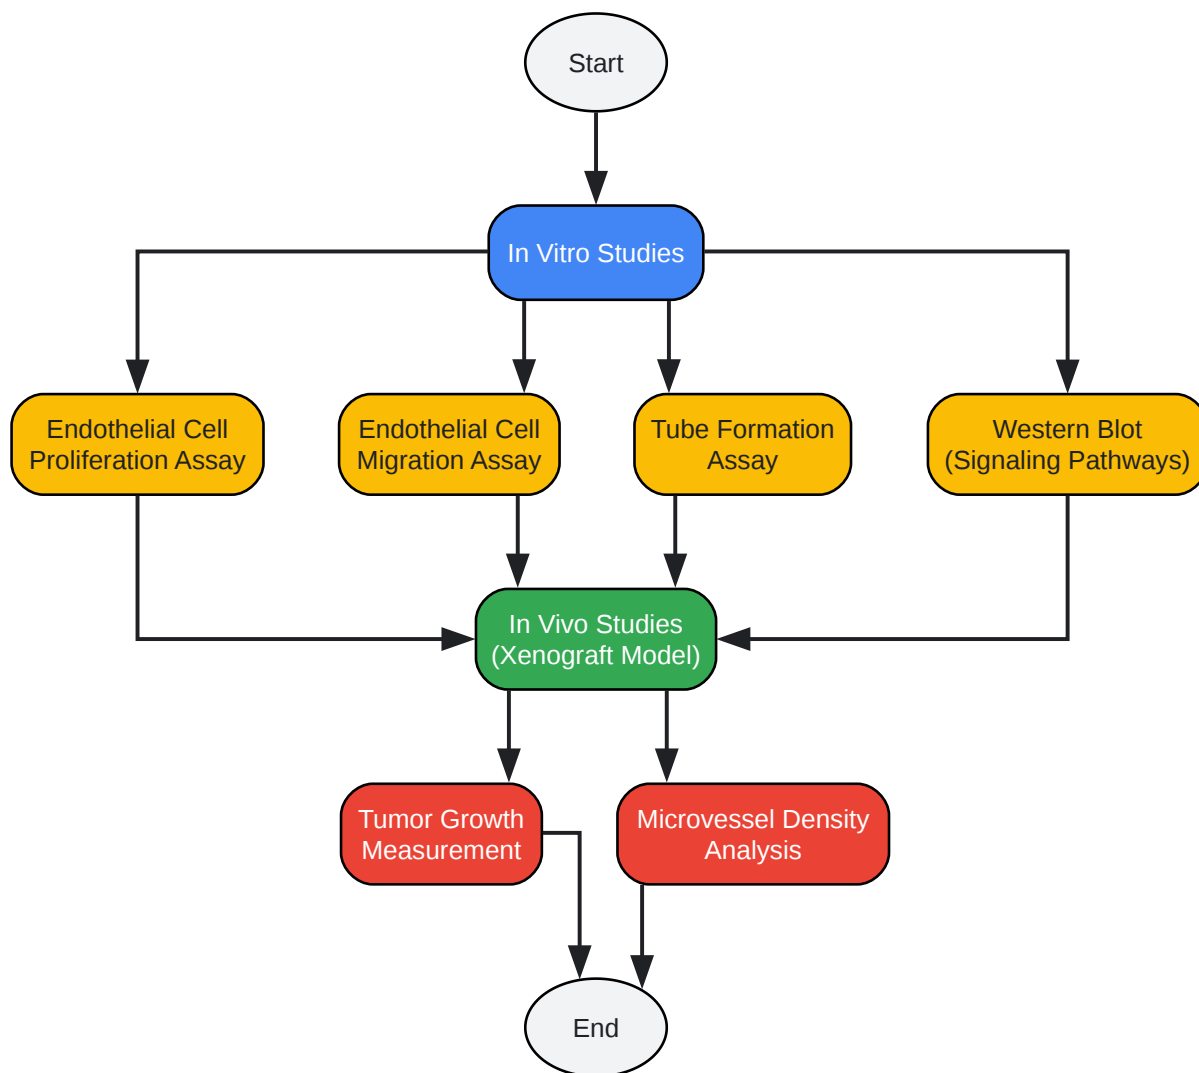 Start
In Vitro Studies
Endothelial Cell
Proliferation Assay
Endothelial Cell
Migration Assay
Tube Formation
Assay
Western Blot
(Signaling Pathways)
In Vivo Studies
(Xenograft Model)
Tumor Growth
Measurement
Microvessel Density
Analysis
End